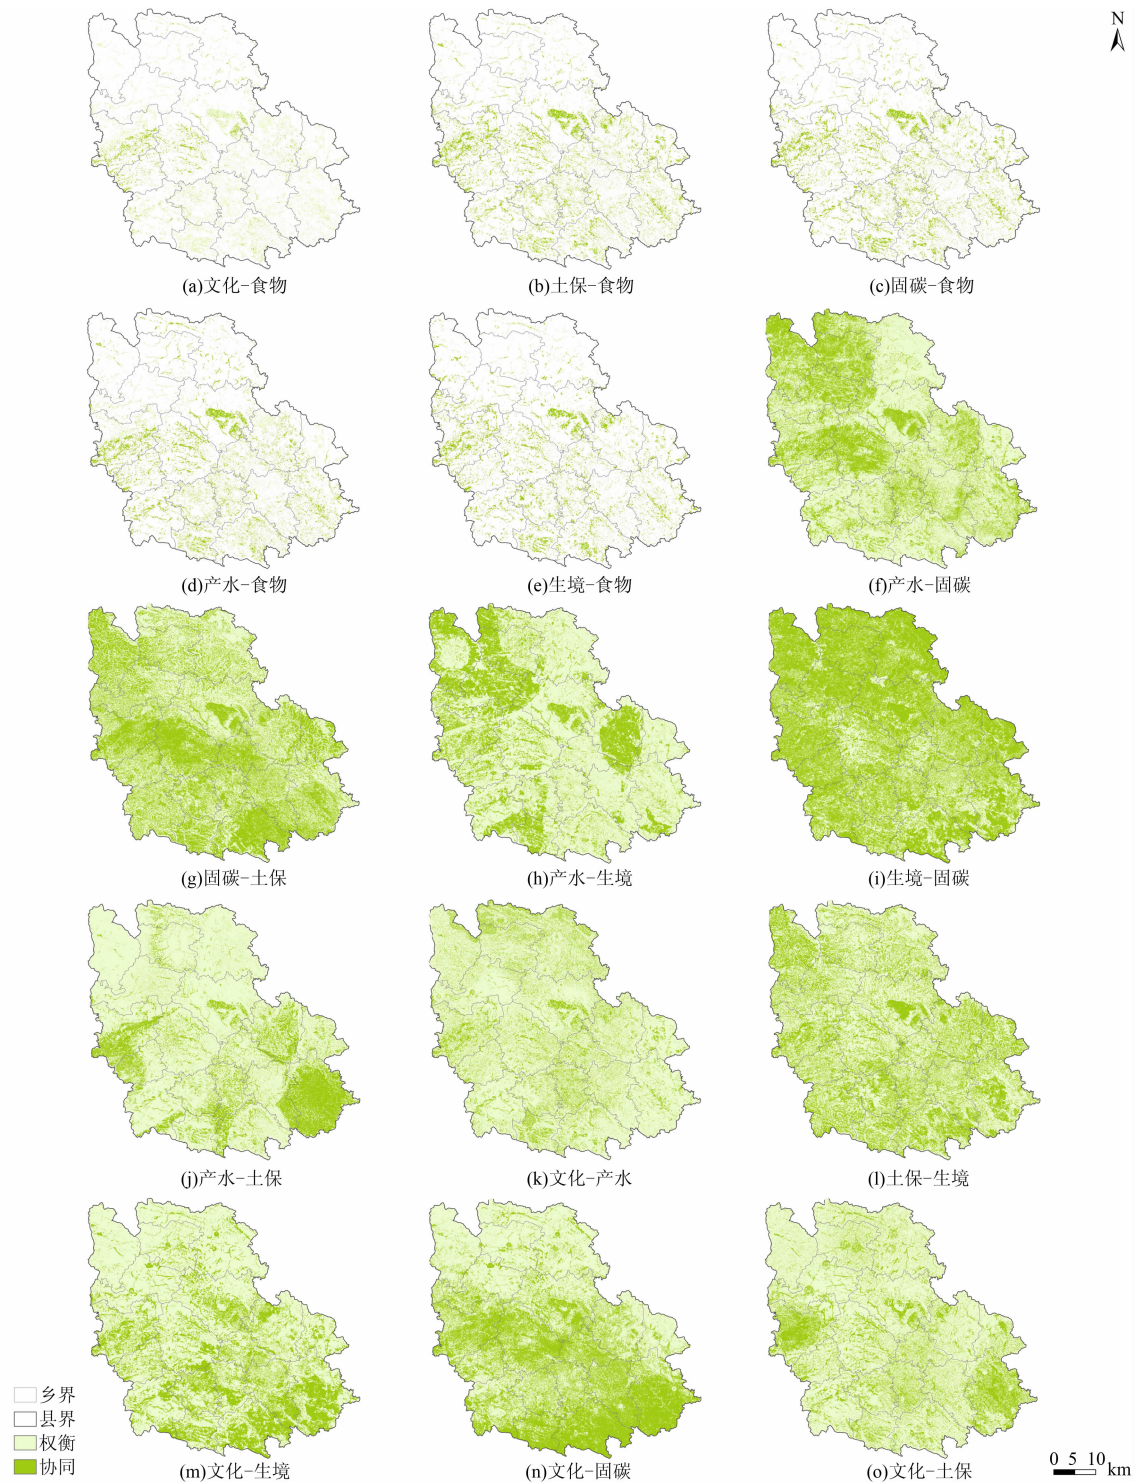 N
(a)文化-食物
(b)土保-食物
(c)固碳-食物
(d)产水-食物
(e)生境-食物
(f)产水-固碳
(g)固碳-土保
(h)产水-生境
(i)生境-固碳
(j)产水-土保
(k)文化-产水
(l)土保-生境
乡界
县界
权衡
协同
(m)文化-生境
(n)文化-固碳
(o)文化-土保
0 5 10
km